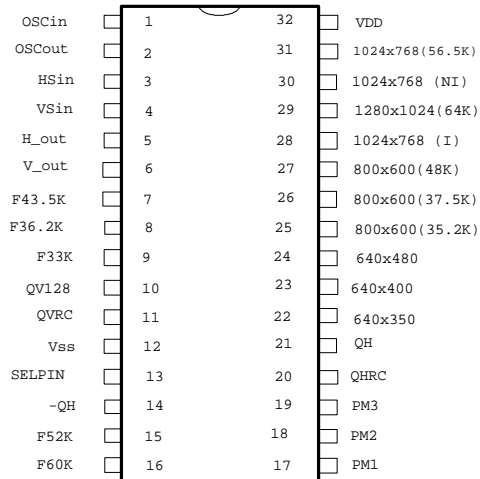 OSCin 1 32 VDD
OSCout 2 31 1024x768(56.5K)
HSin 3 30 1024x768 (NI)
VSin 4 29 1280x1024(64K)
H_out 5 28 1024x768 (I)
V_out 6 27 800x600(48K)
F43.5K 7 26 800x600(37.5K)
F36.2K 8 25 800x600(35.2K)
F33K 9 24 640x480
QV128 10 23 640x400
QVRC 11 22 640x350
Vss 12 21 QH
SELPIN 13 20 QHRC
-QH 14 19 PM3
F52K 15 18 PM2
F60K 16 17 PM1